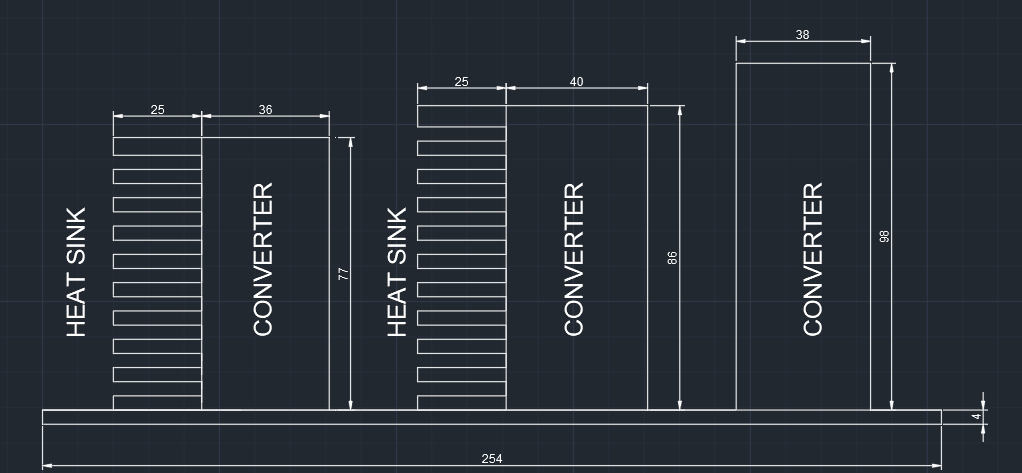 38
25
40
25
36
HEAT SINK
CONVERTER
77
HEAT SINK
CONVERTER
86
CONVERTER
98
4
254